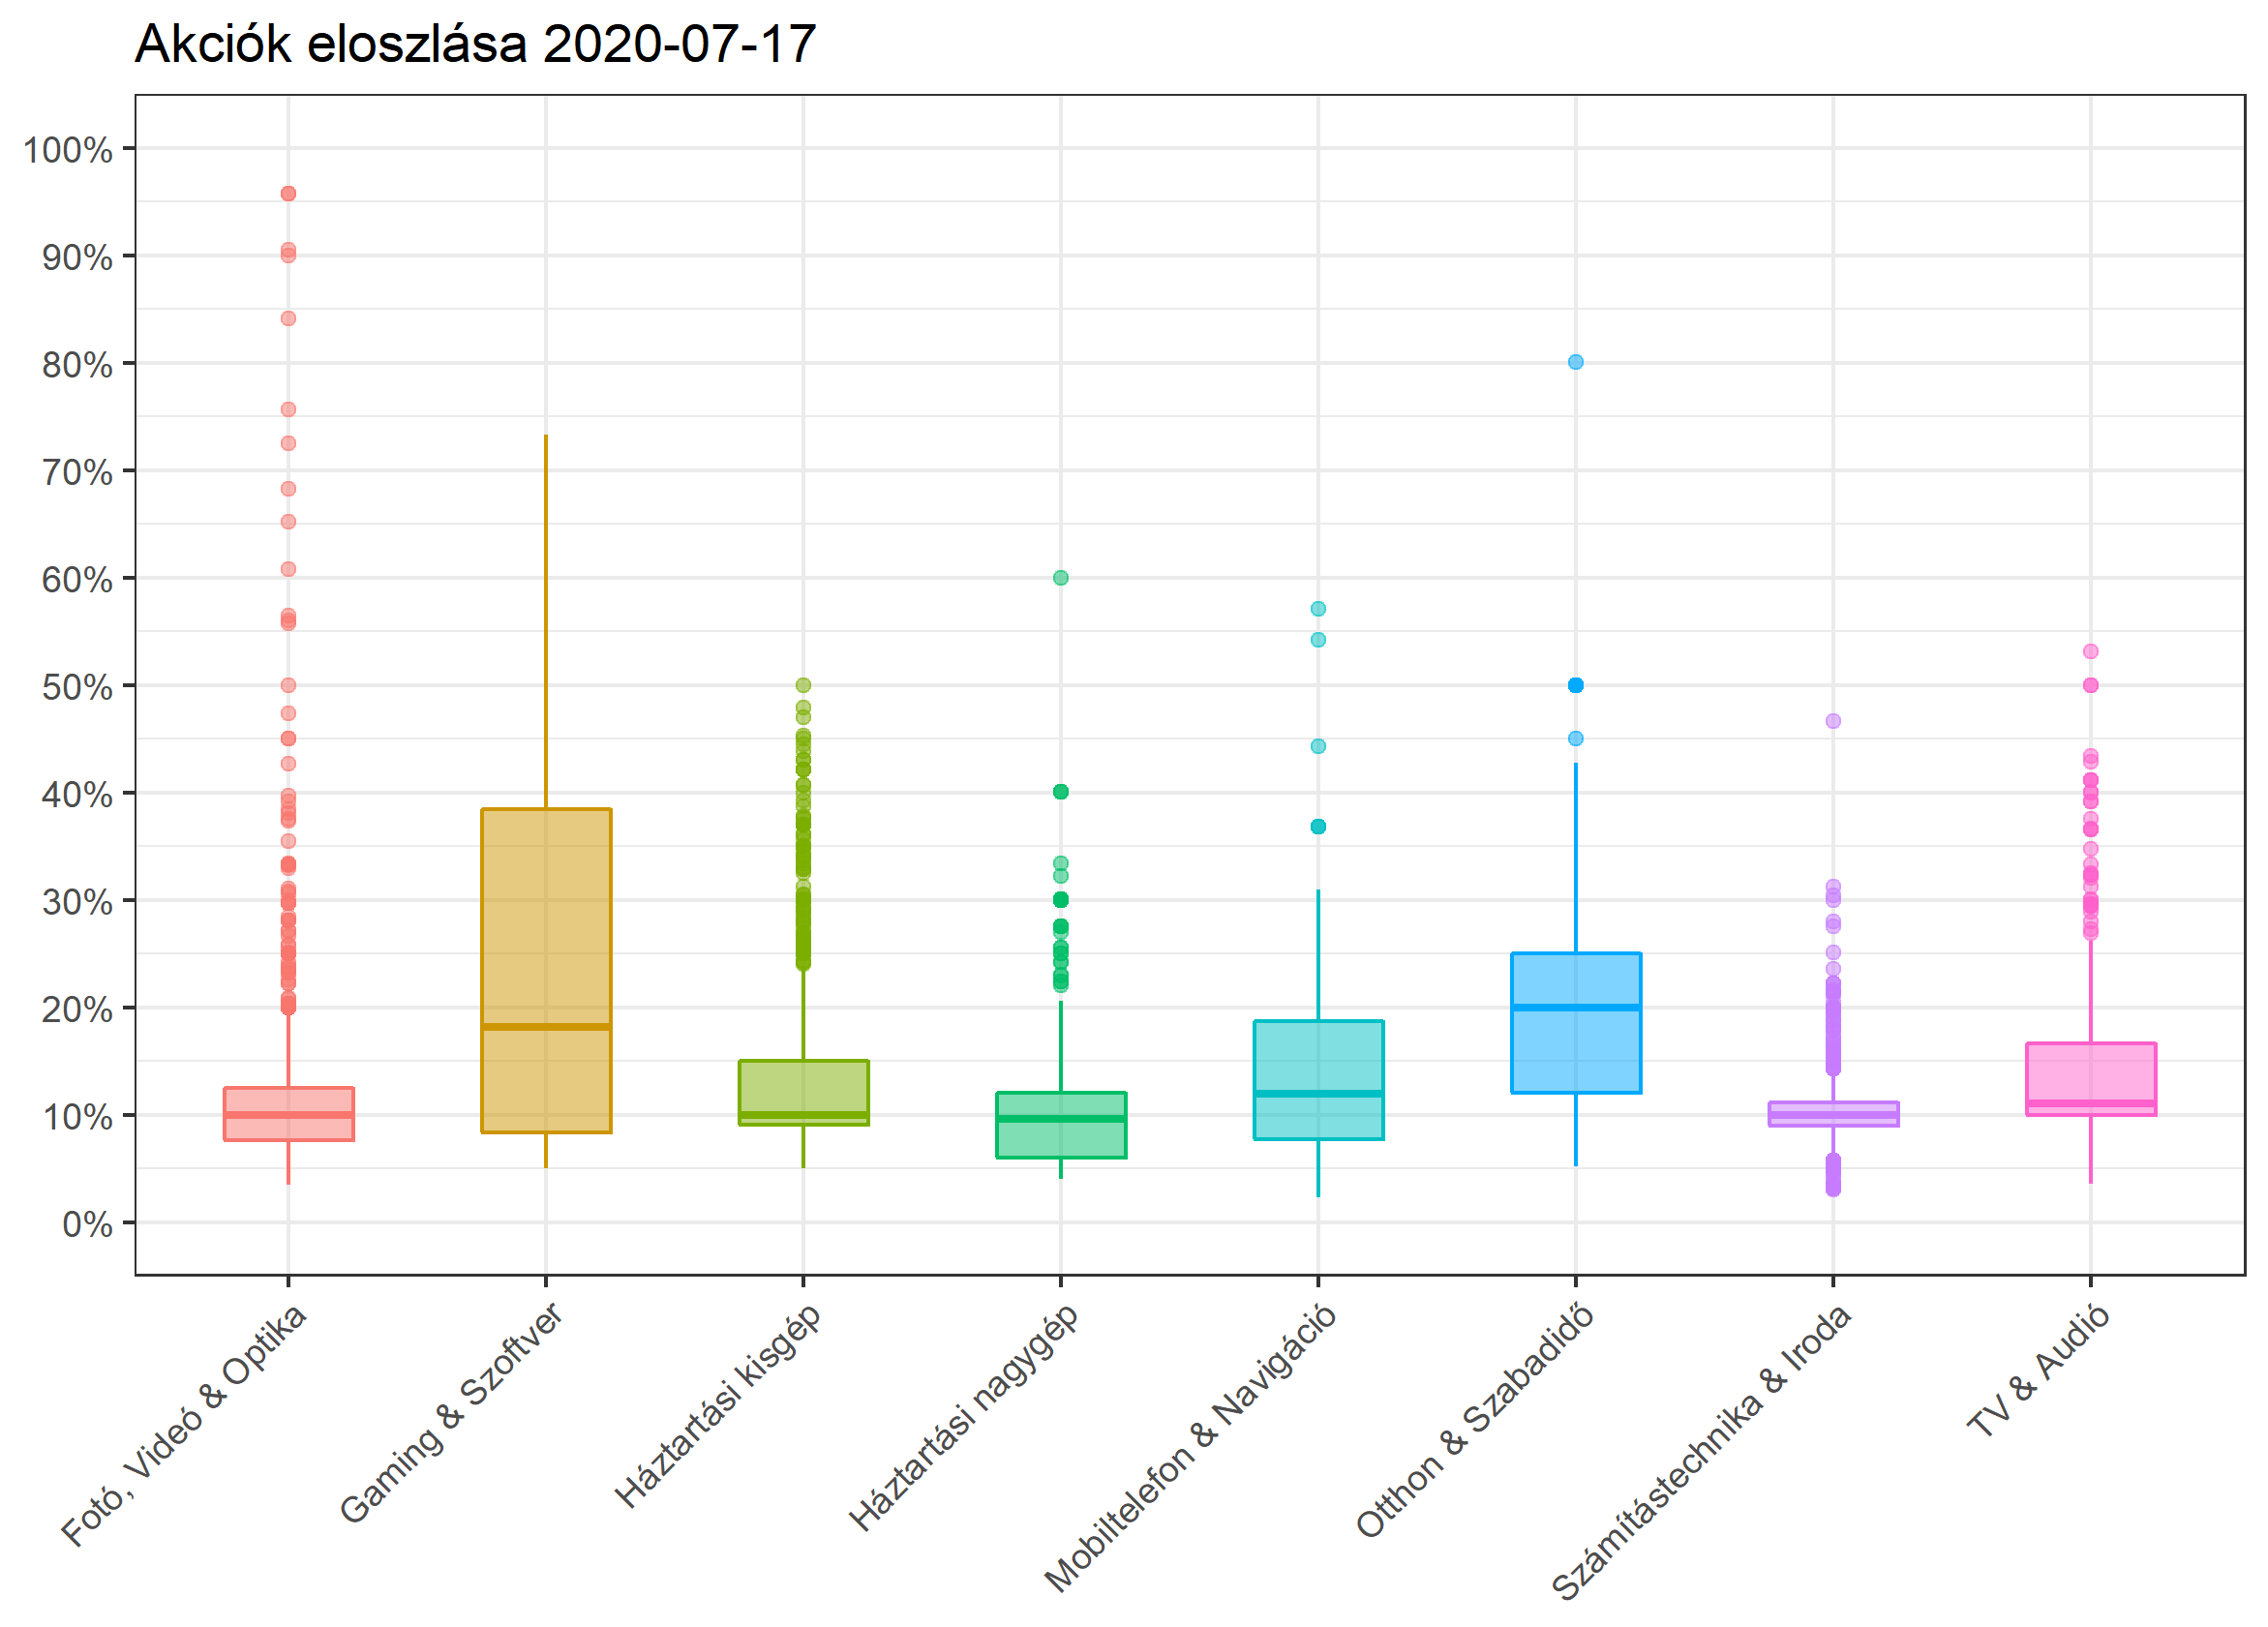 Akciók eloszlása 2020-07-17
100%
90%
80%
70%
60%
50%
40%
30%
20%
10%
0%
Fotó, Videó & Optika
Gaming & Szoftver
Háztartási kisgép
Háztartási nagygép
Mobiltelefon & Navigáció
Otthon & Szabadidő
Számítástechnika & Iroda
TV & Audió